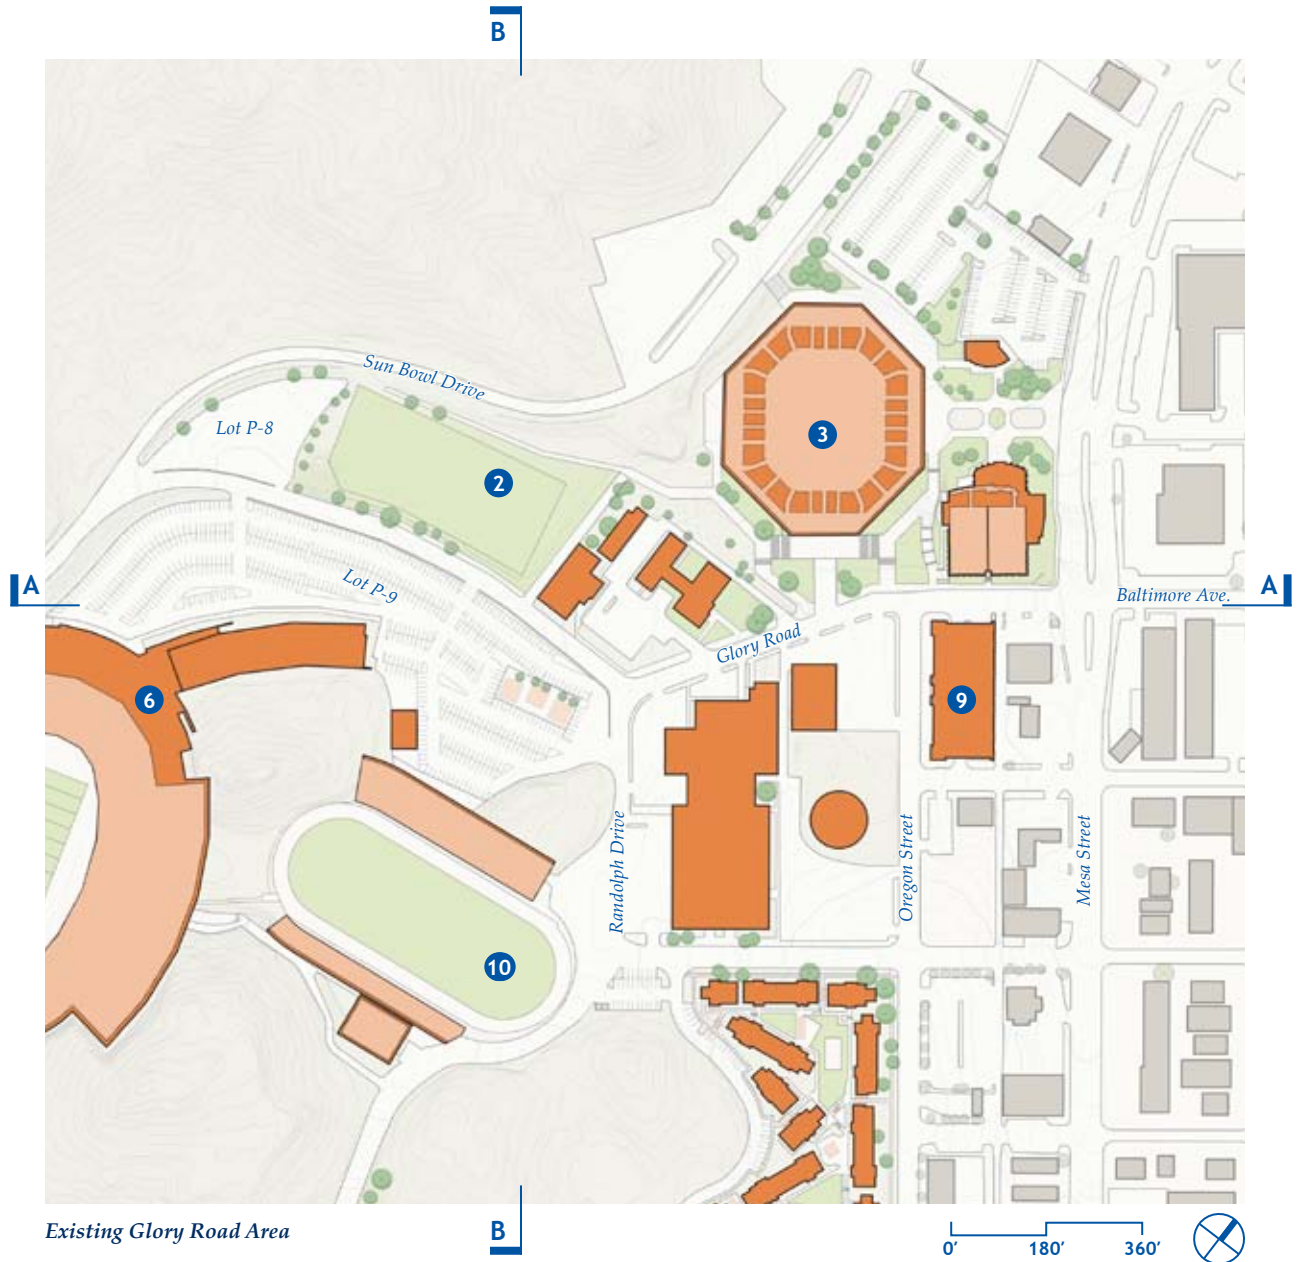 B
Sun Bowl Drive
Lot P-8
3
2
A
Lot P-9
Baltimore Ave.
A
Glory Road
6
9
Randolph Drive
Oregon Street
Mesa Street
10
Existing Glory Road Area
B
0' 180' 360'